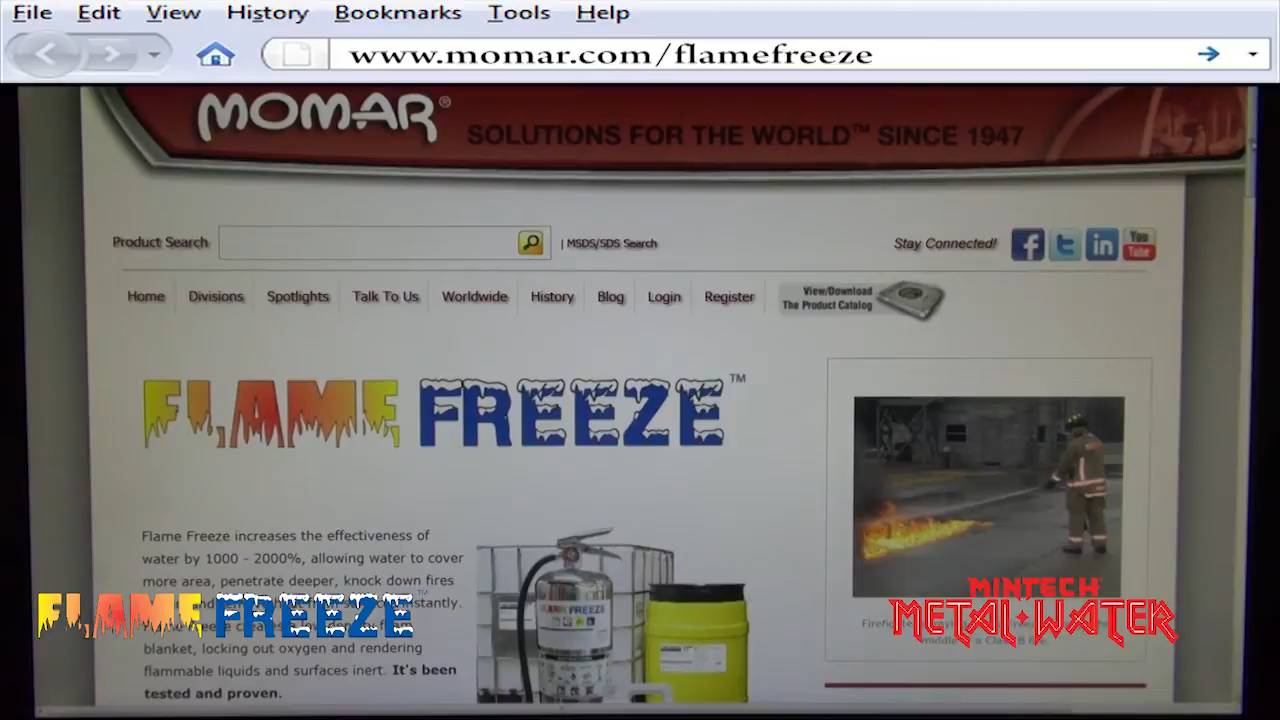 File Edit View History Bookmarks Tools Help
www.momar.com/flamefreeze
MOMAR® SOLUTIONS FOR THE WORLD™ SINCE 1947
Product Search | MSDS/SDS Search Stay Connected! f t in You Tube
Home Divisions Spotlights Talk To Us Worldwide History Blog Login Register View/Download
The Product Catalog
FLAME FREEZE™
Flame Freeze increases the effectiveness of
water by 1000 - 2000%, allowing water to cover
more area, penetrate deeper, knock down fires
blanket, locking out oxygen and rendering
flammable liquids and surfaces inert. It's been
tested and proven.
FLAME FREEZE
FLAME FREEZE™
MINTECH
METAL WATER